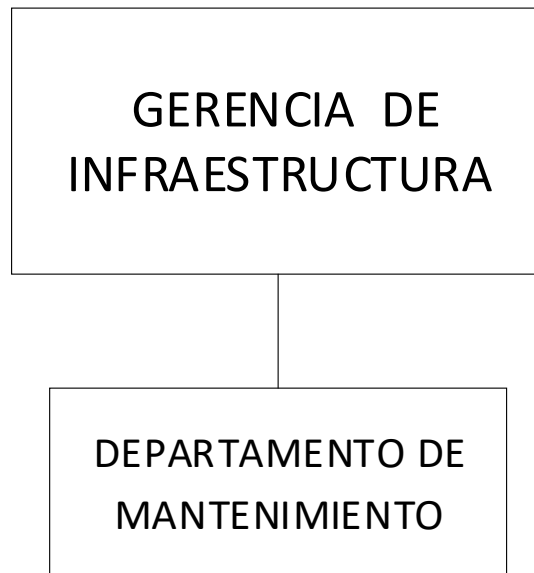 GERENCIA DE
INFRAESTRUCTURA
DEPARTAMENTO DE
MANTENIMIENTO